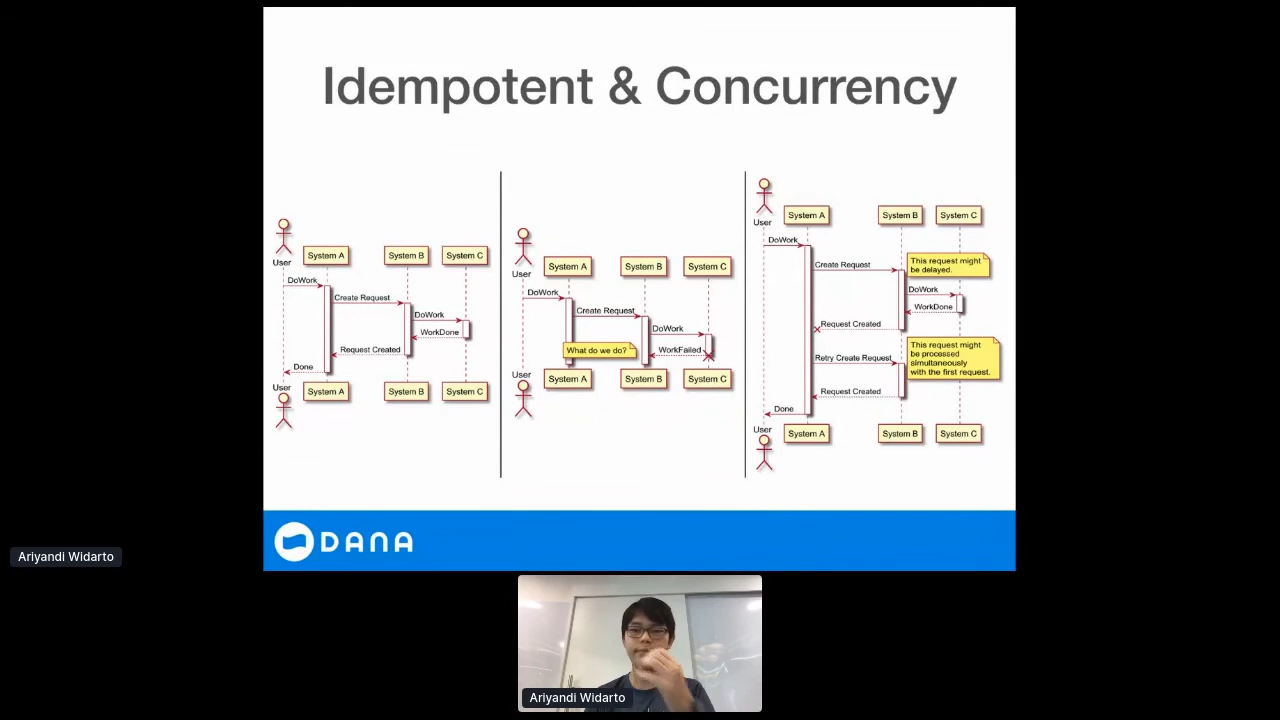 Idempotent & Concurrency
User
System A
System B
System C
DoWork
Create Request
DoWork
WorkDone
Request Created
Done
User
System A
System B
System C
User
System A
System B
System C
DoWork
Create Request
DoWork
What do we do?
WorkFailed
User
System A
System B
System C
User
System A
System B
System C
DoWork
Create Request
This request might
be delayed.
DoWork
WorkDone
Request Created
This request might
be processed
simultaneously
with the first request.
Retry Create Request
Request Created
Done
User
System A
System B
System C
DANA
Ariyandi Widarto
Ariyandi Widarto